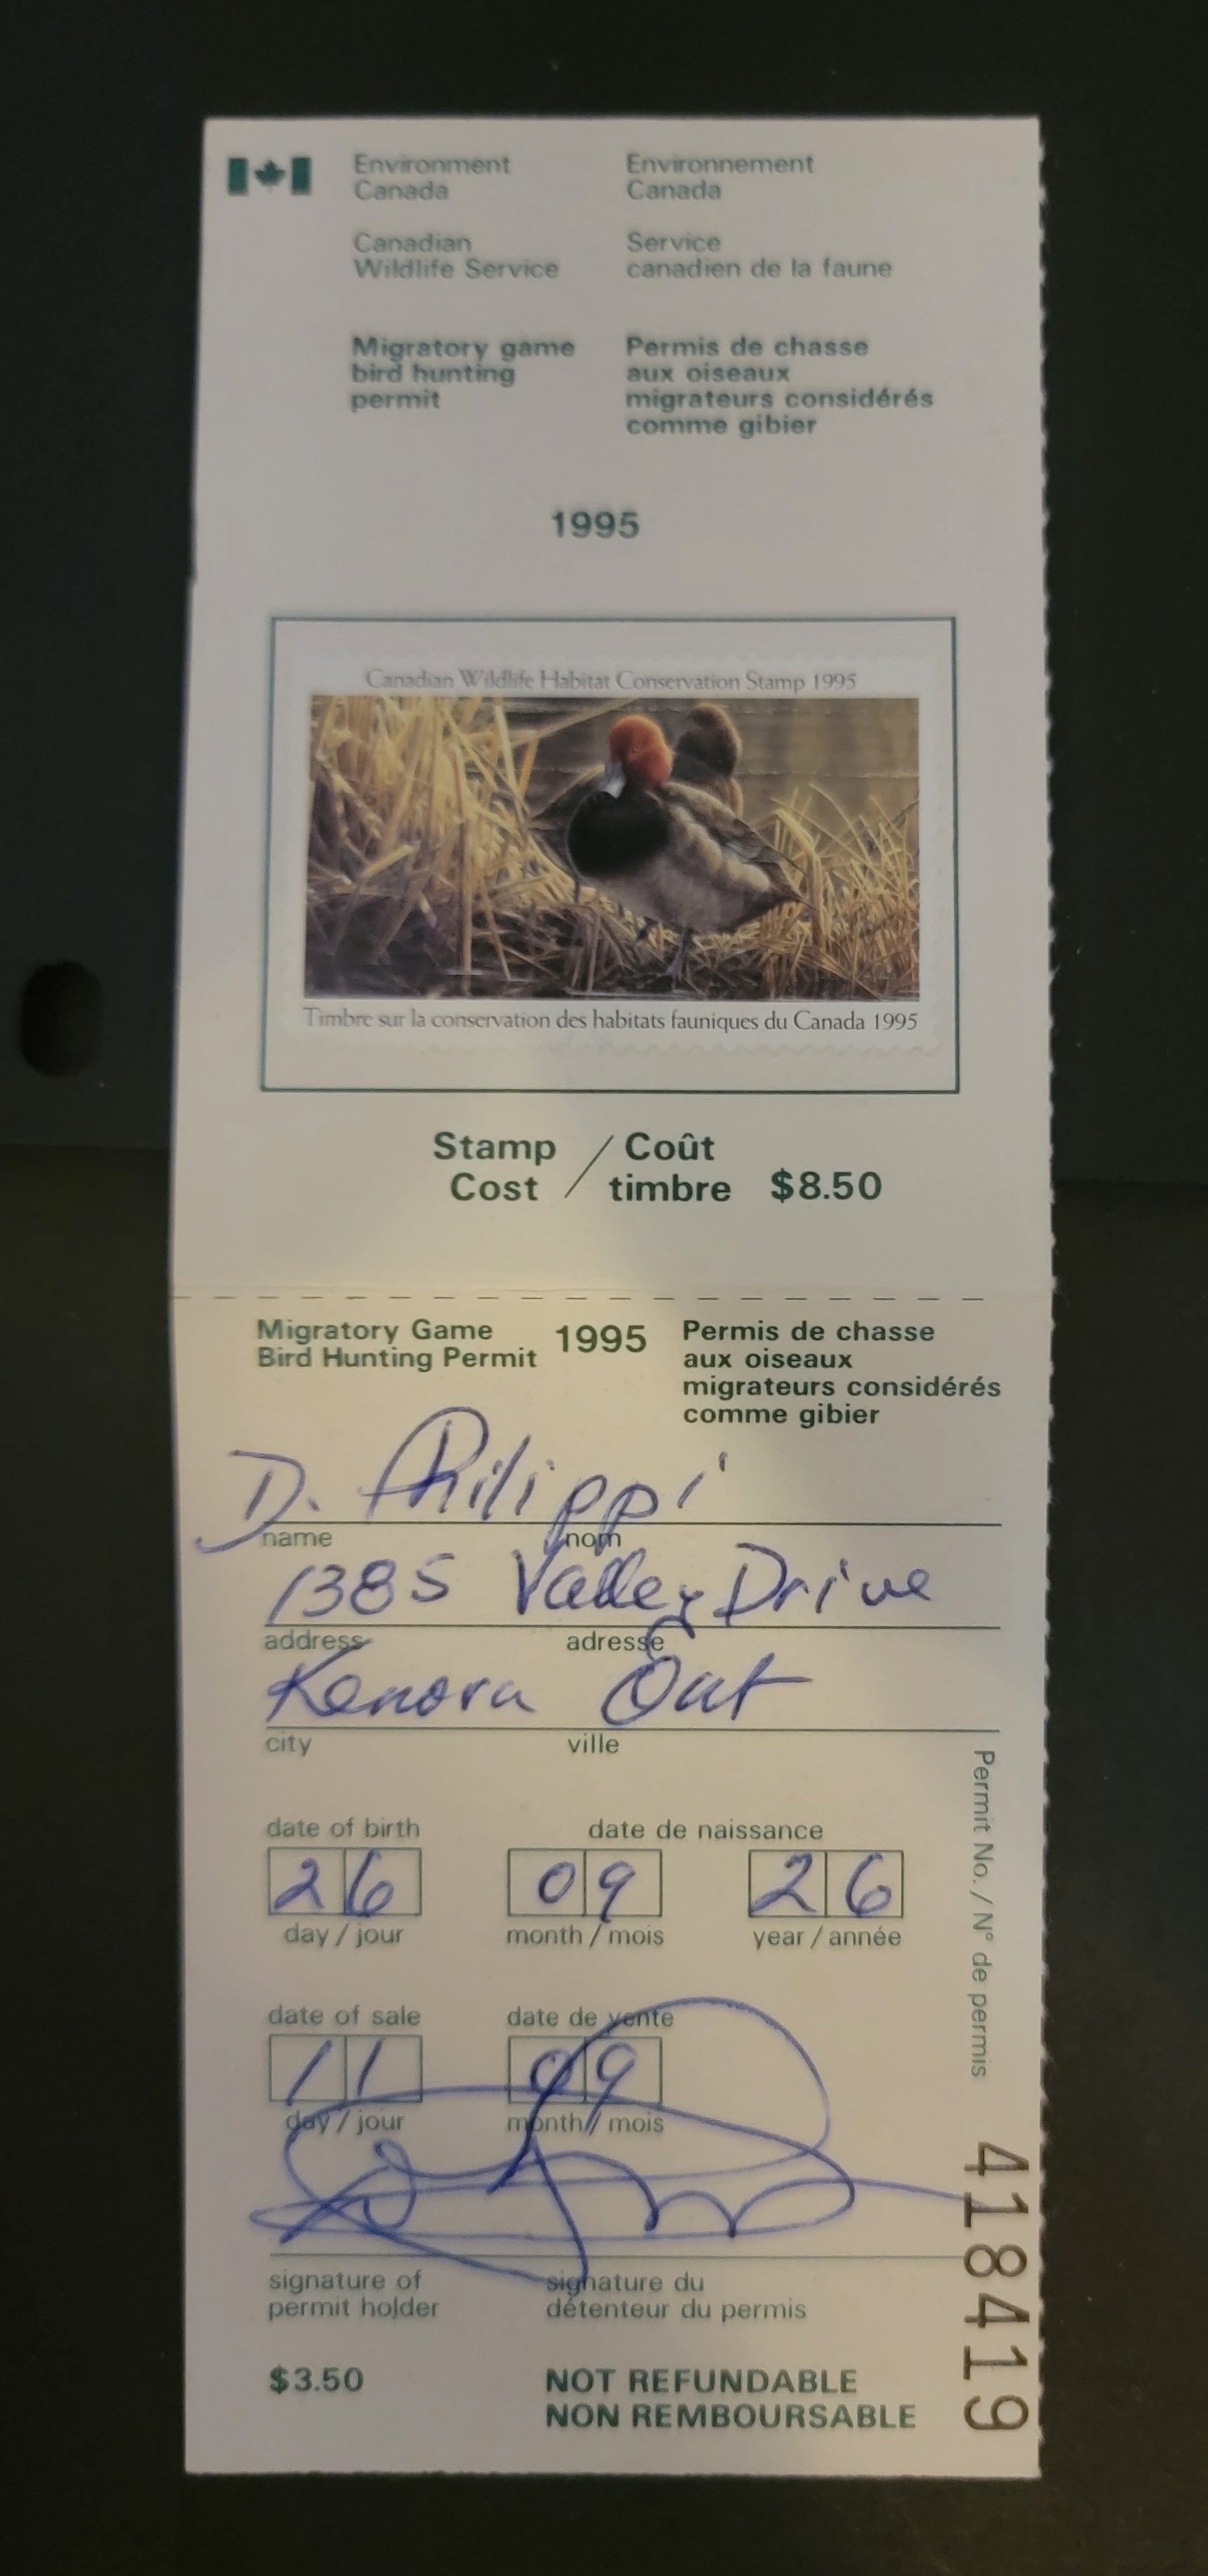 Environment Canada
Environnement Canada
Canadian Wildlife Service
Service canadien de la faune
Migratory game bird hunting permit
Permis de chasse aux oiseaux migrateurs considérés comme gibier
1995
Canadian Wildlife Habitat Conservation Stamp 1995
Timbre sur la conservation des habitats fauniques du Canada 1995
Stamp Cost / Coût timbre $8.50
Migratory Game Bird Hunting Permit
1995
Permis de chasse aux oiseaux migrateurs considérés comme gibier
D. Philippi
name nom
1385 Valley Drive
address adresse
Kenora Ont
city ville
date of birth date de naissance
26 09 26
day / jour month / mois year / année
date of sale date de vente
11 09
day / jour month / mois
signature of permit holder
signature du détenteur du permis
$3.50
NOT REFUNDABLE
NON REMBOURSABLE
Permit No. / N° de permis
418419